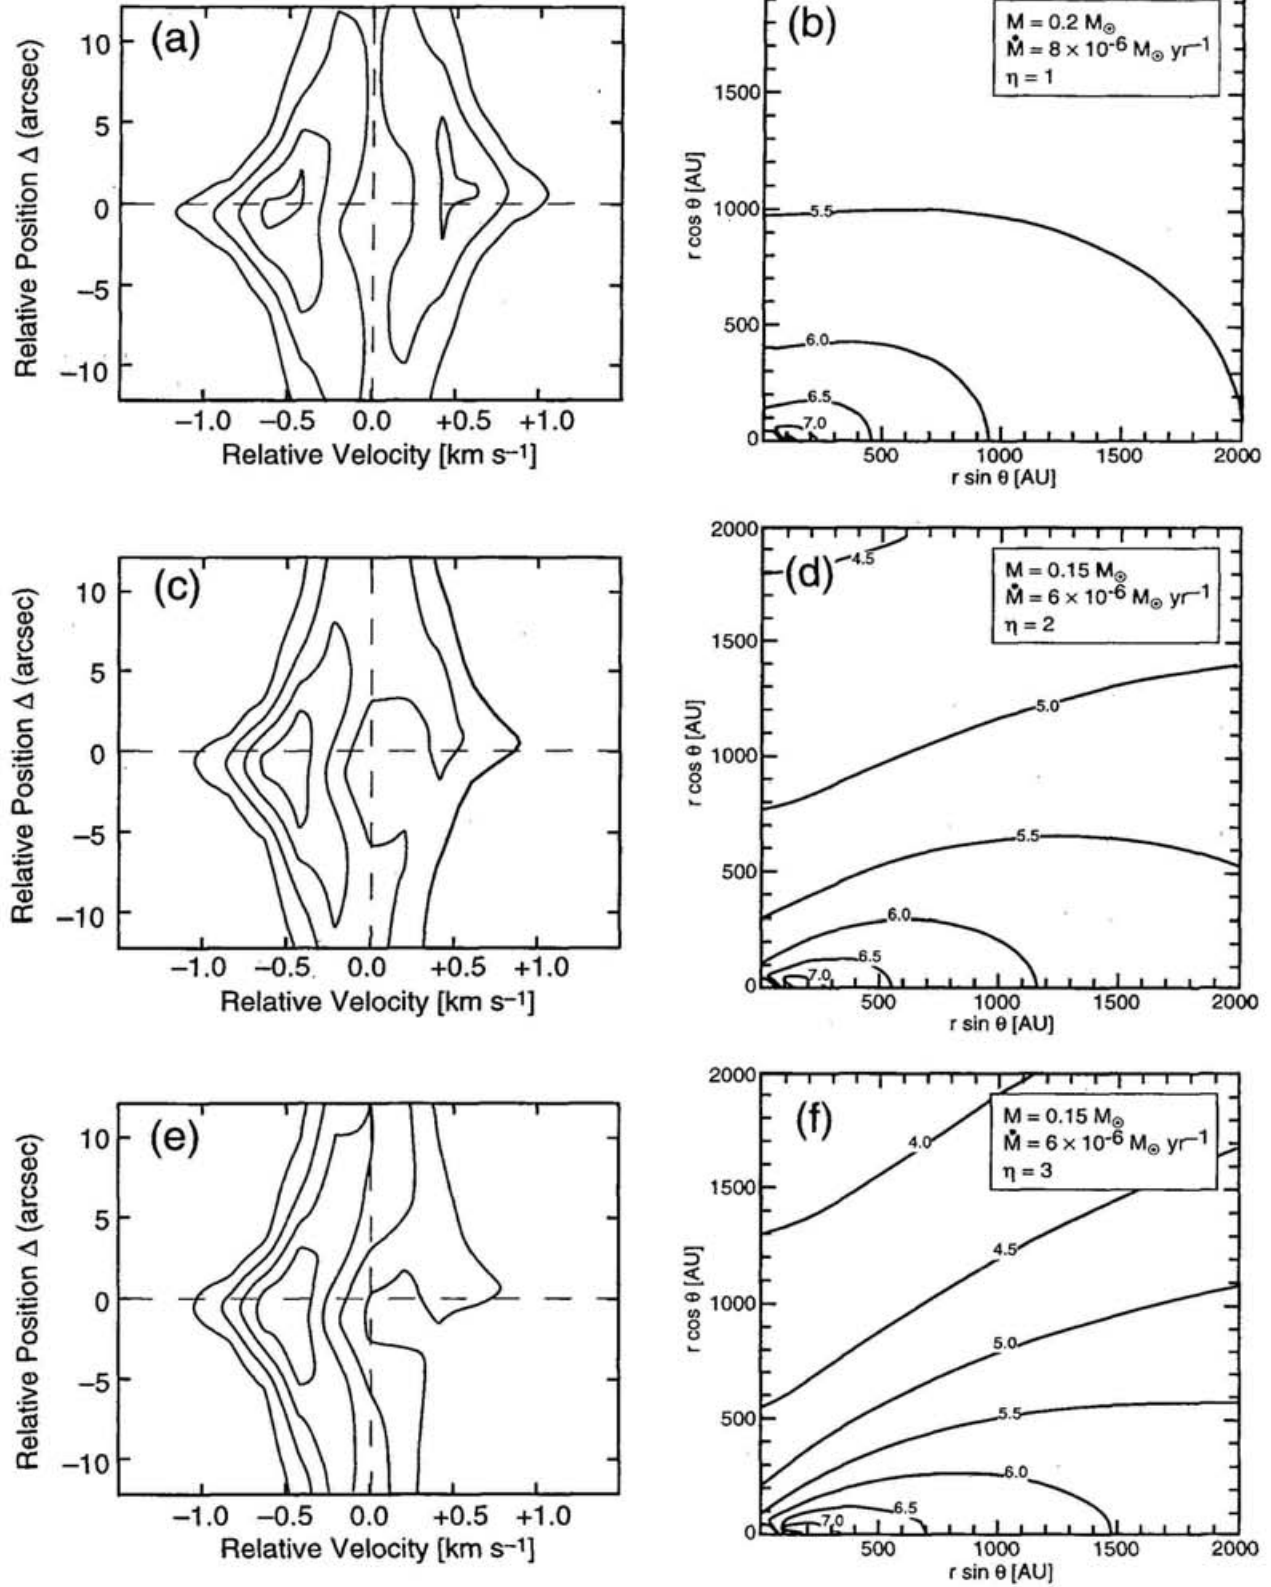 (a)
10
5
0
−5
−10
Relative Position Δ (arcsec)
−1.0 −0.5 0.0 +0.5 +1.0
Relative Velocity [km s⁻¹]
(b)
M = 0.2 M☉
Ṁ = 8 × 10⁻⁶ M☉ yr⁻¹
η = 1
1500
1000
500
0
r cos θ [AU]
5.5
6.0
6.5
7.0
500 1000 1500 2000
r sin θ [AU]
(c)
10
5
0
−5
−10
Relative Position Δ (arcsec)
−1.0 −0.5 0.0 +0.5 +1.0
Relative Velocity [km s⁻¹]
(d)
M = 0.15 M☉
Ṁ = 6 × 10⁻⁶ M☉ yr⁻¹
η = 2
2000
1500
1000
500
0
r cos θ [AU]
4.5
5.0
5.5
6.0
6.5
7.0
500 1000 1500 2000
r sin θ [AU]
(e)
10
5
0
−5
−10
Relative Position Δ (arcsec)
−1.0 −0.5 0.0 +0.5 +1.0
Relative Velocity [km s⁻¹]
(f)
M = 0.15 M☉
Ṁ = 6 × 10⁻⁶ M☉ yr⁻¹
η = 3
2000
1500
1000
500
0
r cos θ [AU]
4.0
4.5
5.0
5.5
6.0
6.5
7.0
500 1000 1500 2000
r sin θ [AU]